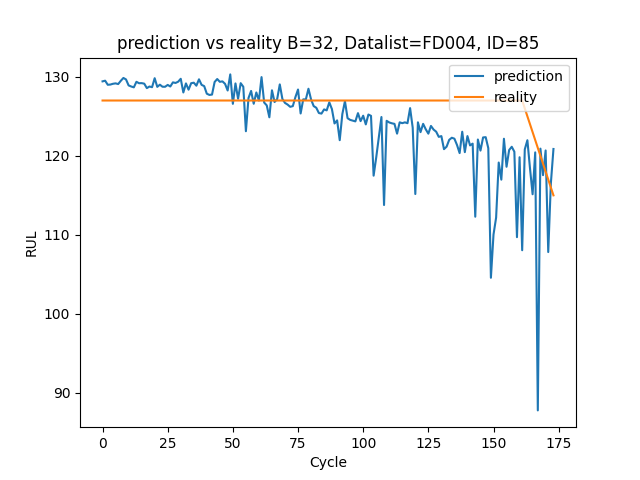 prediction vs reality B=32, Datalist=FD004, ID=85
prediction
reality
130
120
110
100
90
RUL
0 25 50 75 100 125 150 175
Cycle